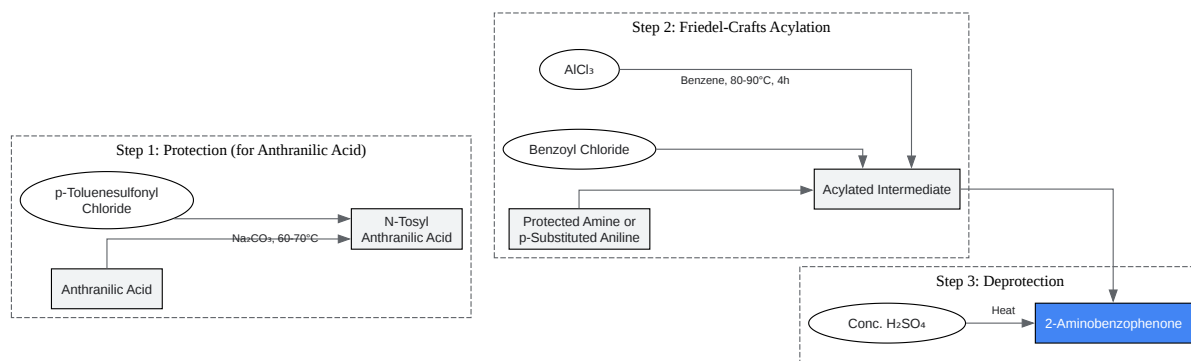 Step 1: Protection (for Anthranilic Acid)
p-Toluenesulfonyl
Chloride
Na₂CO₃, 60-70°C
N-Tosyl
Anthranilic Acid
Anthranilic Acid
Step 2: Friedel-Crafts Acylation
AlCl₃
Benzene, 80-90°C, 4h
Benzoyl Chloride
Acylated Intermediate
Protected Amine or
p-Substituted Aniline
Step 3: Deprotection
Conc. H₂SO₄
Heat
2-Aminobenzophenone